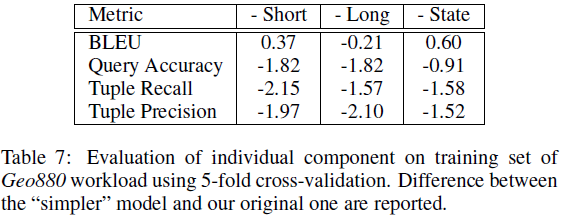 Metric - Short - Long - State
BLEU 0.37 -0.21 0.60
Query Accuracy -1.82 -1.82 -0.91
Tuple Recall -2.15 -1.57 -1.58
Tuple Precision -1.97 -2.10 -1.52
Table 7: Evaluation of individual component on training set of
Geo880 workload using 5-fold cross-validation. Difference between
the “simpler” model and our original one are reported.